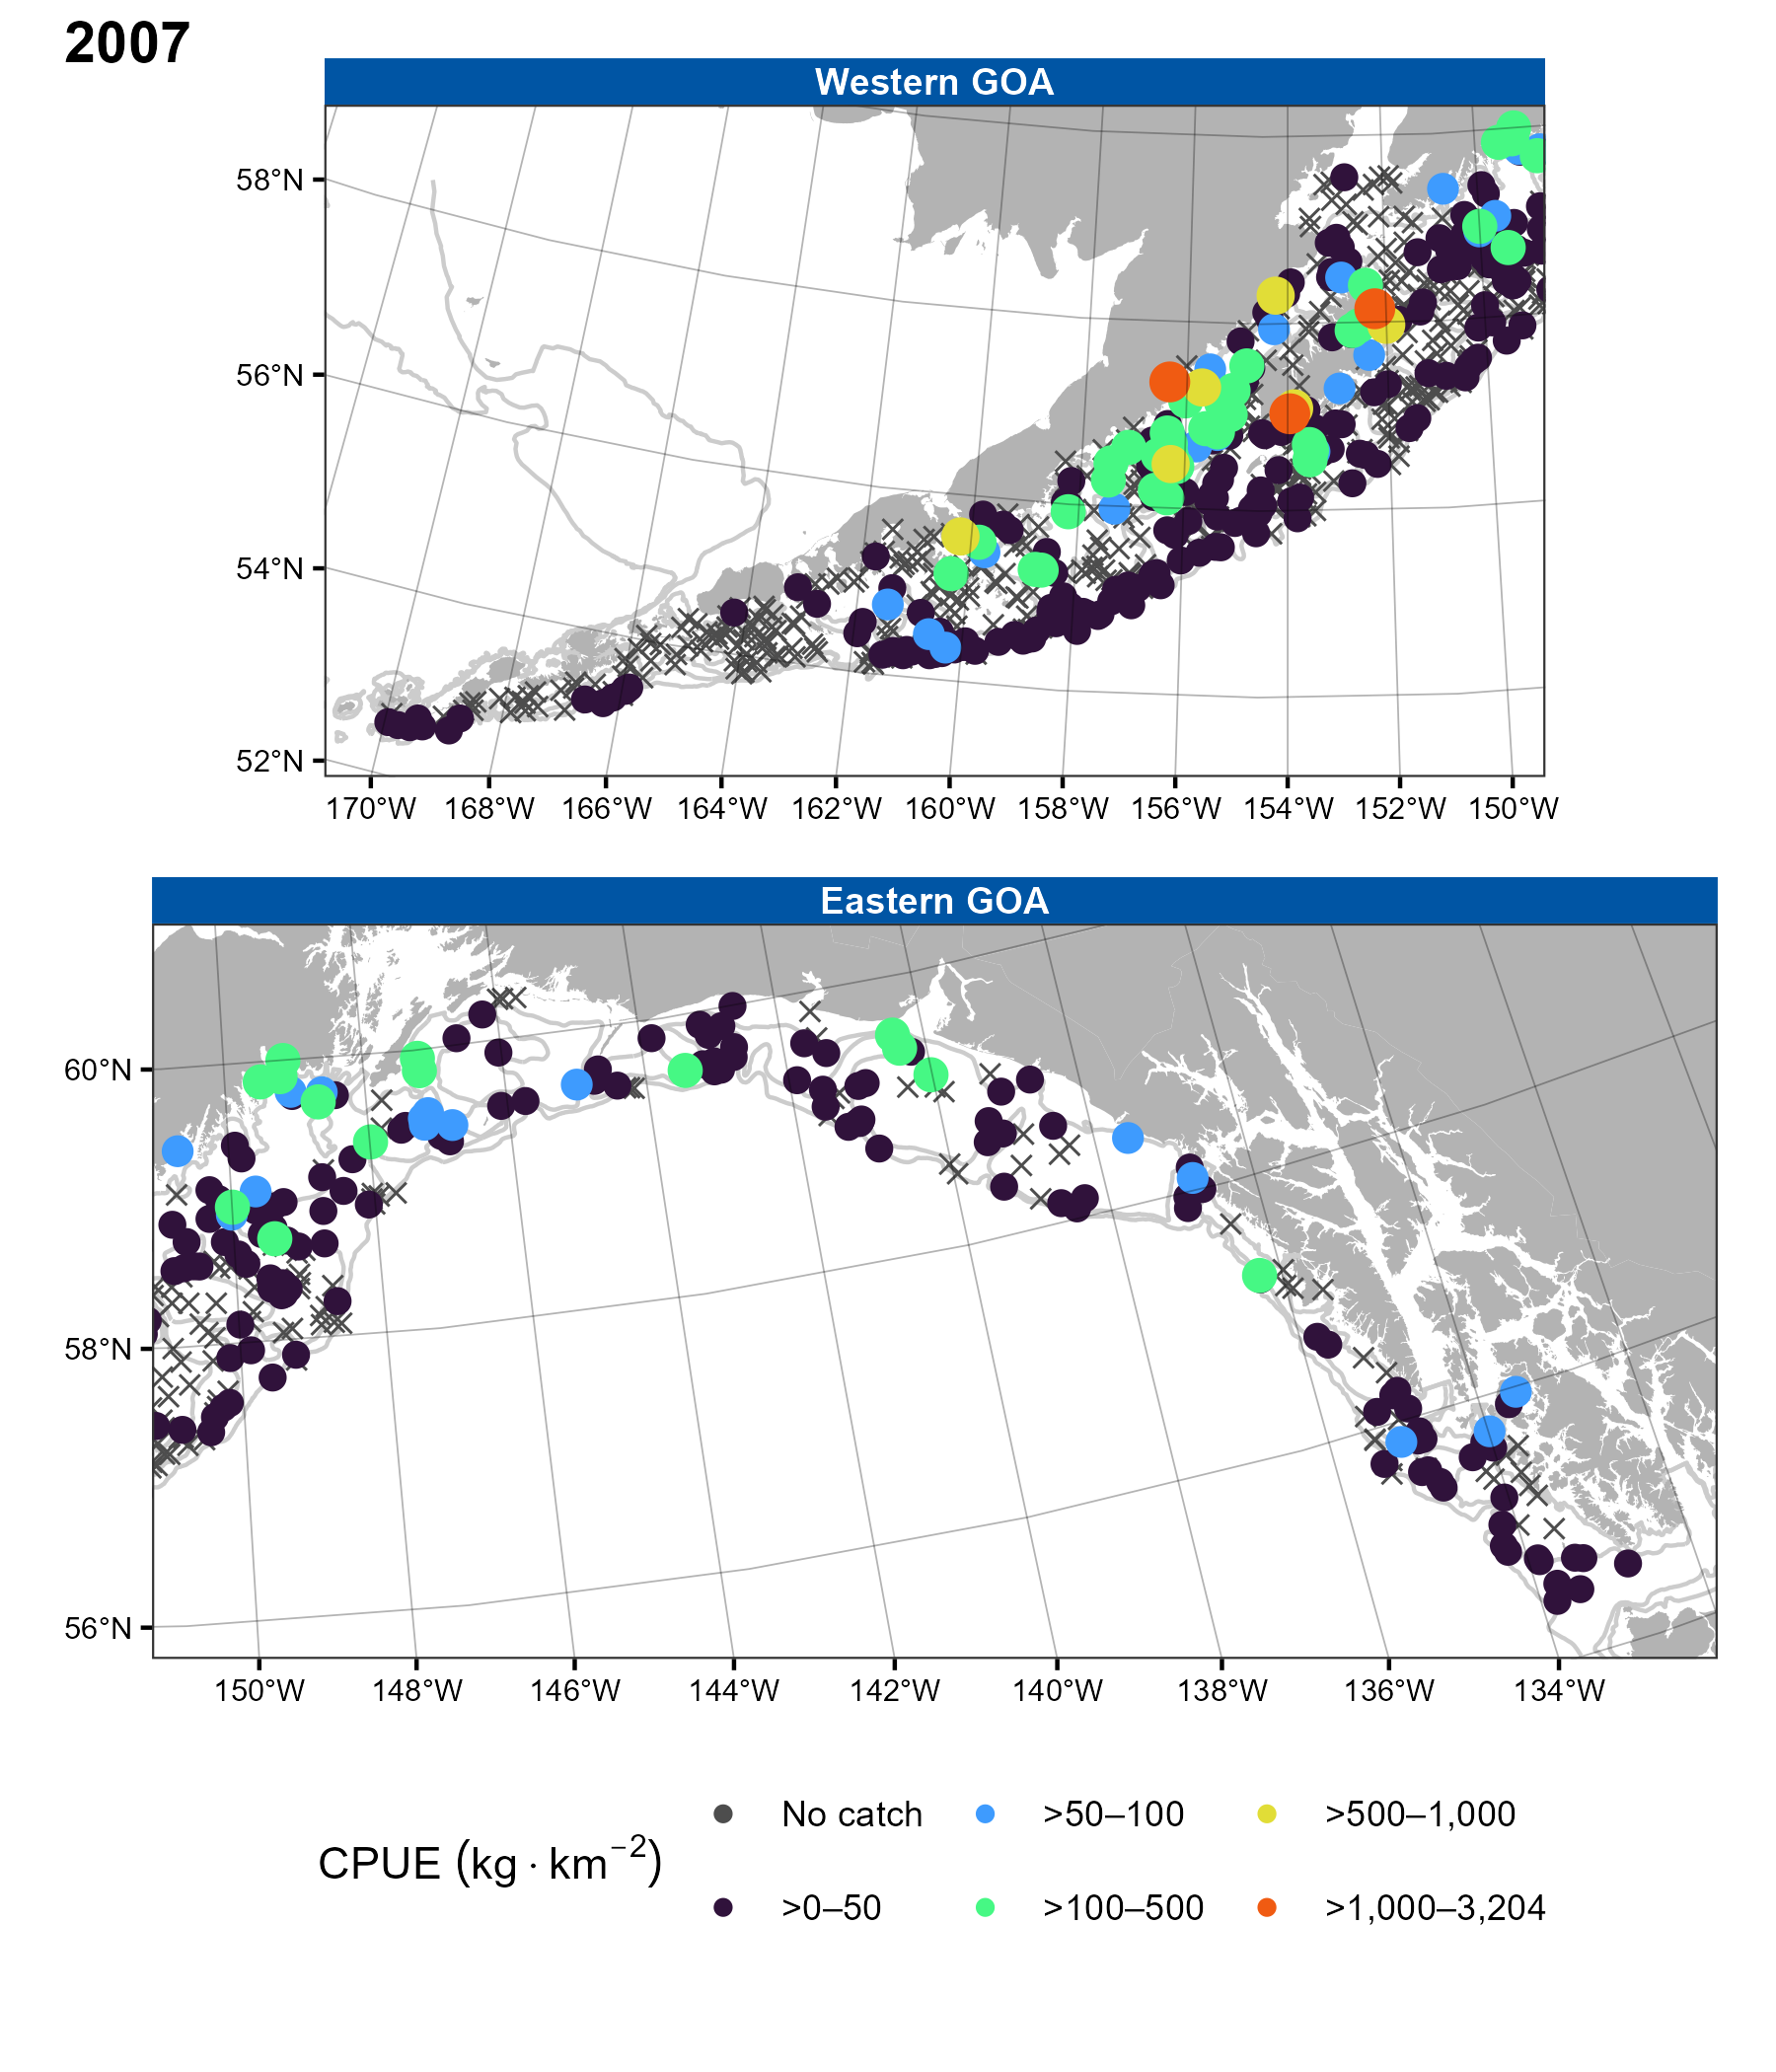 2007
Western GOA
58°N
56°N
54°N
52°N
170°W 168°W 166°W 164°W 162°W 160°W 158°W 156°W 154°W 152°W 150°W
Eastern GOA
60°N
58°N
56°N
150°W 148°W 146°W 144°W 142°W 140°W 138°W 136°W 134°W
CPUE (kg · km⁻²)
No catch >50–100 >500–1,000
>0–50 >100–500 >1,000–3,204